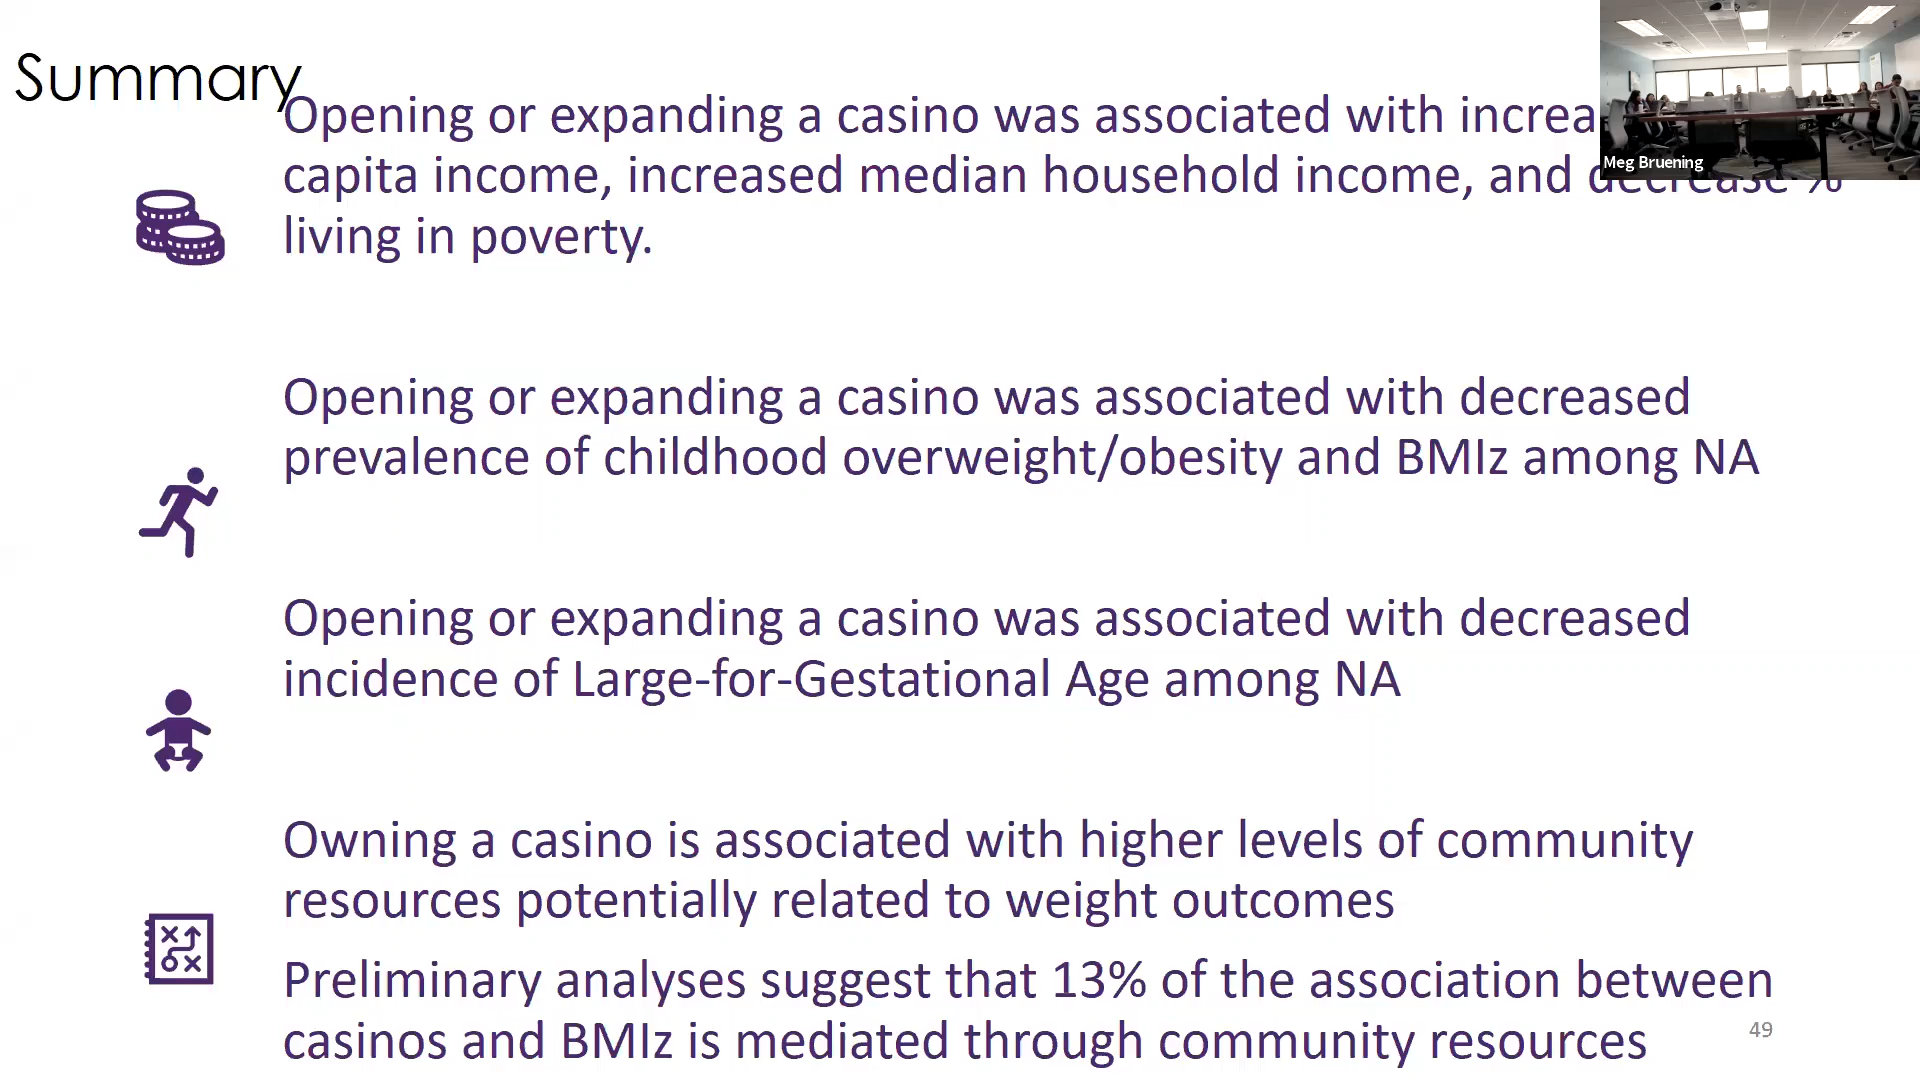 Summary
Opening or expanding a casino was associated with
capita income, increased median household income, and decrease %
living in poverty.
Opening or expanding a casino was associated with decreased
prevalence of childhood overweight/obesity and BMIz among NA
Opening or expanding a casino was associated with decreased
incidence of Large-for-Gestational Age among NA
Owning a casino is associated with higher levels of community
resources potentially related to weight outcomes
Preliminary analyses suggest that 13% of the association between
casinos and BMIz is mediated through community resources
49
Meg Bruening